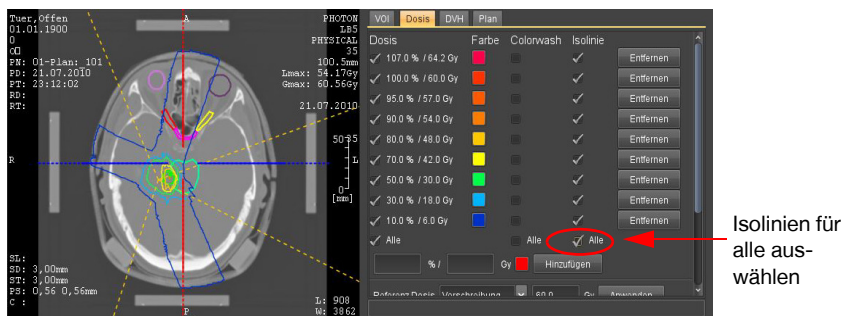 Tuer,Offen
01.01.1900
0
O
PN: 01-Plan: 101
PD: 21.07.2010
PT: 23:12:02
RD:
RT:
A
PHOTON
LB5
PHYSICAL
35
100.5mm
Lmax: 54.17Gy
Gmax: 60.56Gy
21.07.2010
R
50
35
L
0
[mm]
SL:
SD: 3,00mm
ST: 3,00mm
PS: 0,56 0,56mm
C :
P
L: 908
W: 3862
VOI Dosis DVH Plan
Dosis Farbe Colorwash Isolinie
107.0 % / 64.2 Gy Entfernen
100.0 % / 60.0 Gy Entfernen
95.0 % / 57.0 Gy Entfernen
90.0 % / 54.0 Gy Entfernen
80.0 % / 48.0 Gy Entfernen
70.0 % / 42.0 Gy Entfernen
50.0 % / 30.0 Gy Entfernen
30.0 % / 18.0 Gy Entfernen
10.0 % / 6.0 Gy Entfernen
Alle Alle Alle
% / Gy Hinzufügen
Referenz Dosis Verschreibung 60.0 Gy Anwenden
Isolinien für
alle aus-
wählen